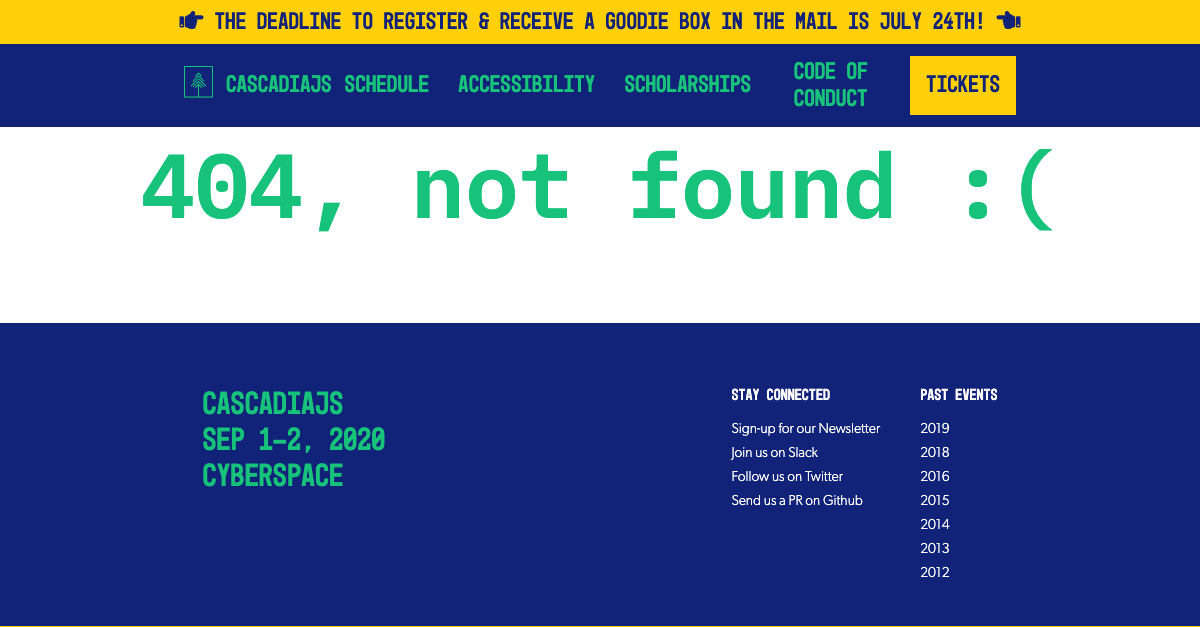 THE DEADLINE TO REGISTER & RECEIVE A GOODIE BOX IN THE MAIL IS JULY 24TH!
CASCADIAJS
SCHEDULE
ACCESSIBILITY
SCHOLARSHIPS
CODE OF
CONDUCT
TICKETS
404, not found :(
CASCADIAJS
SEP 1–2, 2020
CYBERSPACE
STAY CONNECTED
Sign-up for our Newsletter
Join us on Slack
Follow us on Twitter
Send us a PR on Github
PAST EVENTS
2019
2018
2016
2015
2014
2013
2012